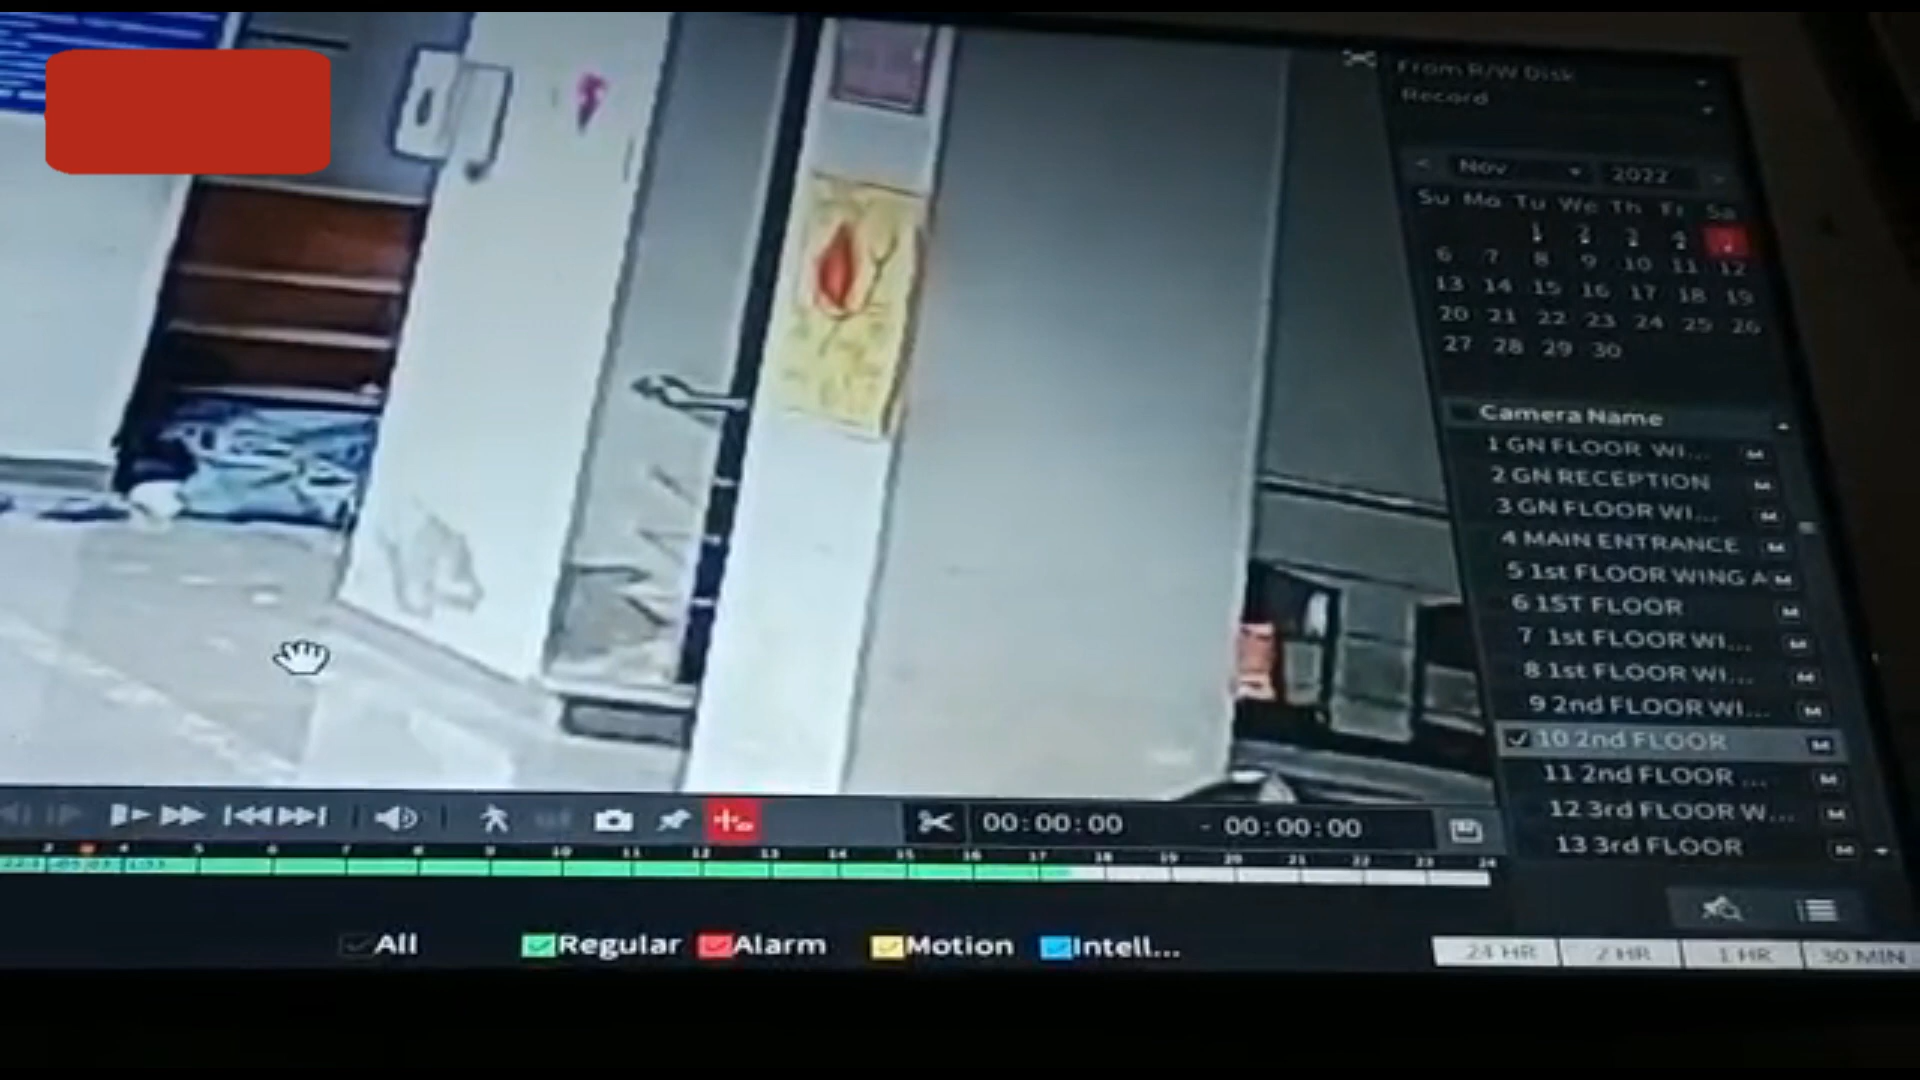 From R/W Disk
Record
< Nov 2022
Su Mo Tu We Th Fr Sa
1 2 3 4
6 7 8 9 10 11 12
13 14 15 16 17 18 19
20 21 22 23 24 25 26
27 28 29 30
Camera Name
1 GN FLOOR WI...
2 GN RECEPTION
3 GN FLOOR WI...
4 MAIN ENTRANCE
5 1st FLOOR WING A
6 1ST FLOOR
7 1st FLOOR WI...
8 1st FLOOR WI...
9 2nd FLOOR WI...
10 2nd FLOOR
11 2nd FLOOR ...
12 3rd FLOOR W...
13 3rd FLOOR
00:00:00 - 00:00:00
4 5 6 7 8 9 10 11 12 13 14 15 16 17 18 19 20 21 22 23 24
All Regular Alarm Motion Intell...
24 HR 2 HR 1 HR 30 MIN